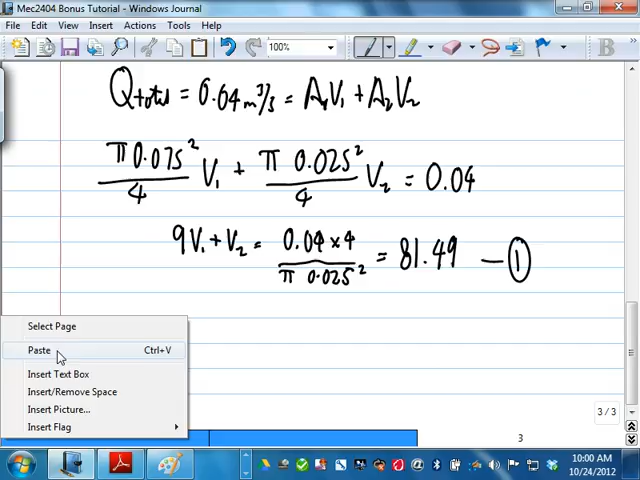 Mec2404 Bonus Tutorial - Windows Journal
File Edit View Insert Actions Tools Help
100% B
Qtotal = 0.04 m³/s = A₁V₁ + A₂V₂
π 0.075²/4 V₁ + π 0.025²/4 V₂ = 0.04
9V₁ + V₂ = 0.04 × 4/π 0.025² = 81.49 — ①
Select Page
Paste Ctrl+V
Insert Text Box
Insert/Remove Space
Insert Picture...
Insert Flag
3 / 3
3
10:00 AM
10/24/2012